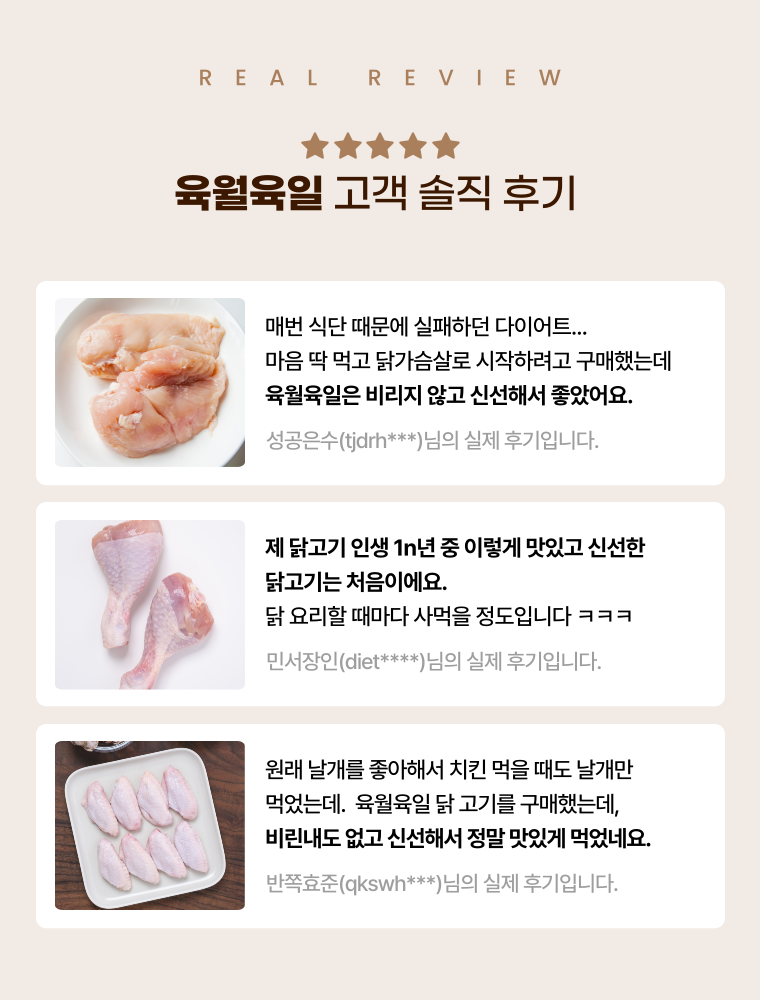 REAL REVIEW
육월육일 고객 솔직 후기
매번 식단 때문에 실패하던 다이어트...
마음 딱 먹고 닭가슴살로 시작하려고 구매했는데
육월육일은 비리지 않고 신선해서 좋았어요.
성공은수(tjdrh***)님의 실제 후기입니다.
제 닭고기 인생 1n년 중 이렇게 맛있고 신선한
닭고기는 처음이에요.
닭 요리할 때마다 사먹을 정도입니다 ㅋㅋㅋ
민서장인(diet****)님의 실제 후기입니다.
원래 날개를 좋아해서 치킨 먹을 때도 날개만
먹었는데. 육월육일 닭 고기를 구매했는데,
비린내도 없고 신선해서 정말 맛있게 먹었네요.
반쪽효준(qkswh***)님의 실제 후기입니다.